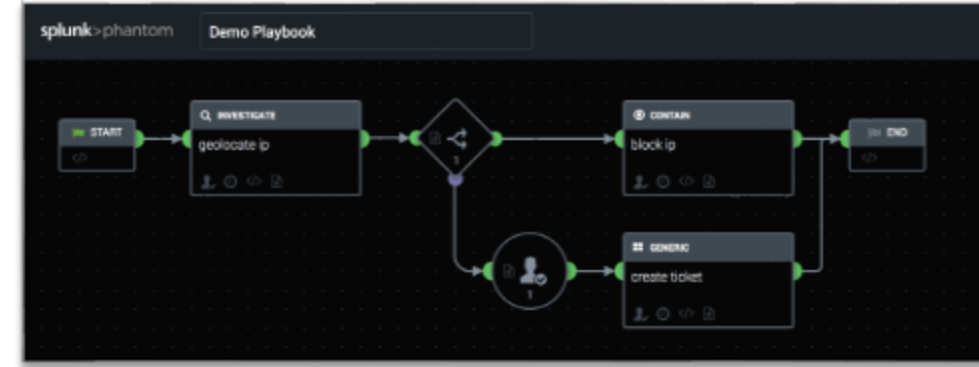 splunk>phantom
Demo Playbook
START
</>
INVESTIGATE
geolocate ip
</>
1
CONTAIN
block ip
</>
END
</>
1
GENERIC
create ticket
</>